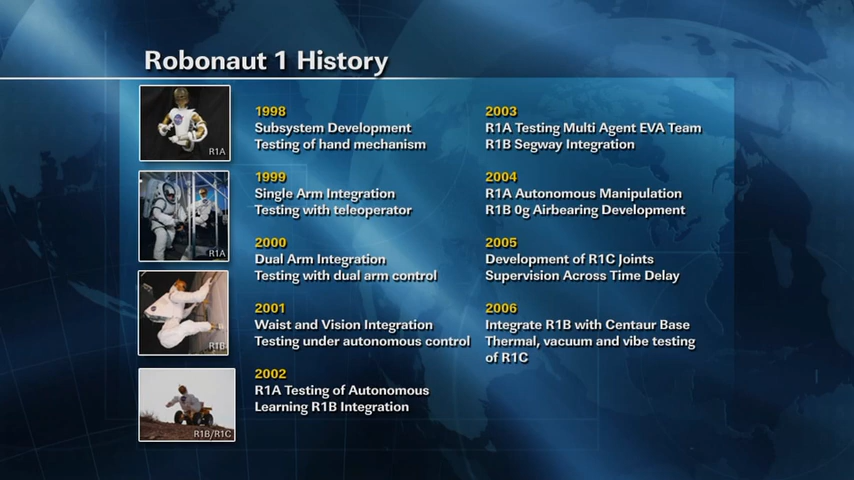 Robonaut 1 History
R1A
R1A
R1B
R1B/R1C
1998
Subsystem Development
Testing of hand mechanism
1999
Single Arm Integration
Testing with teleoperator
2000
Dual Arm Integration
Testing with dual arm control
2001
Waist and Vision Integration
Testing under autonomous control
2002
R1A Testing of Autonomous
Learning R1B Integration
2003
R1A Testing Multi Agent EVA Team
R1B Segway Integration
2004
R1A Autonomous Manipulation
R1B 0g Airbearing Development
2005
Development of R1C Joints
Supervision Across Time Delay
2006
Integrate R1B with Centaur Base
Thermal, vacuum and vibe testing
of R1C